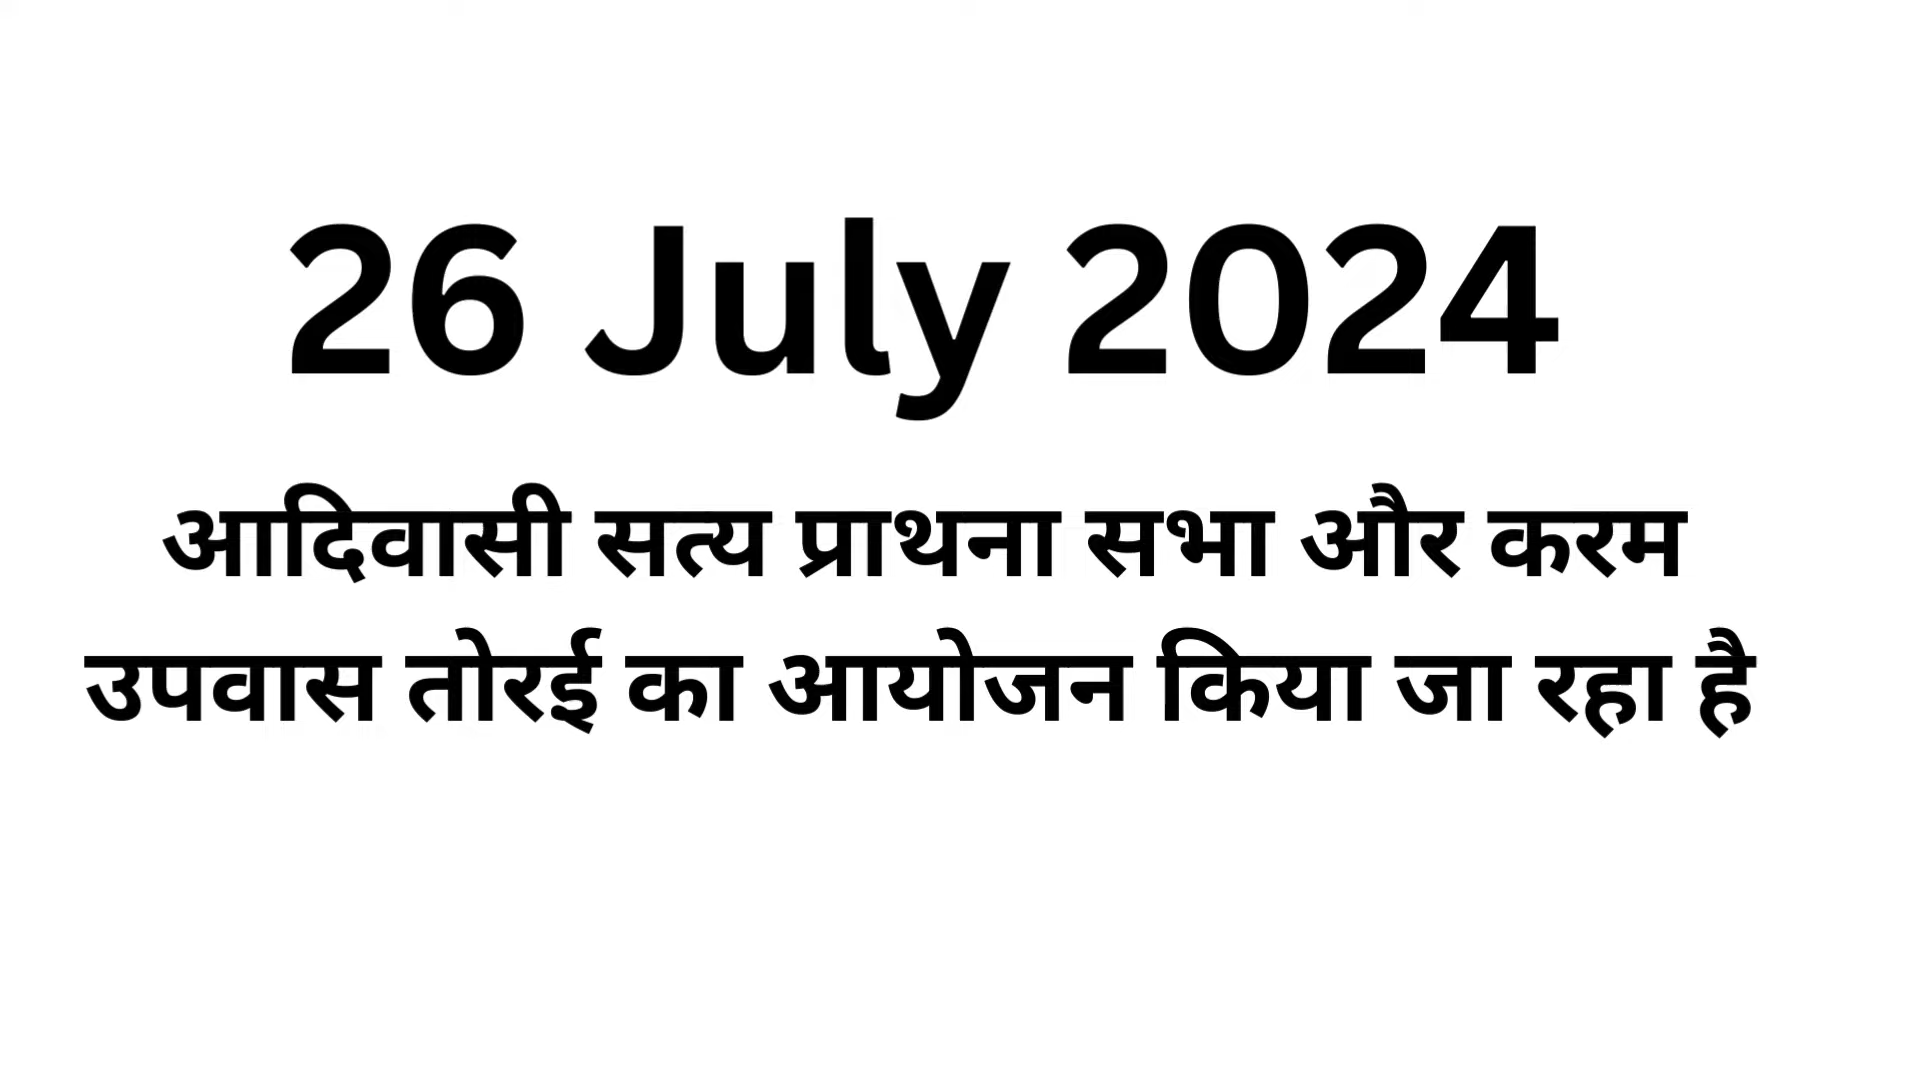 26 July 2024
आदिवासी सत्य प्राथना सभा और करम
उपवास तोरई का आयोजन किया जा रहा है